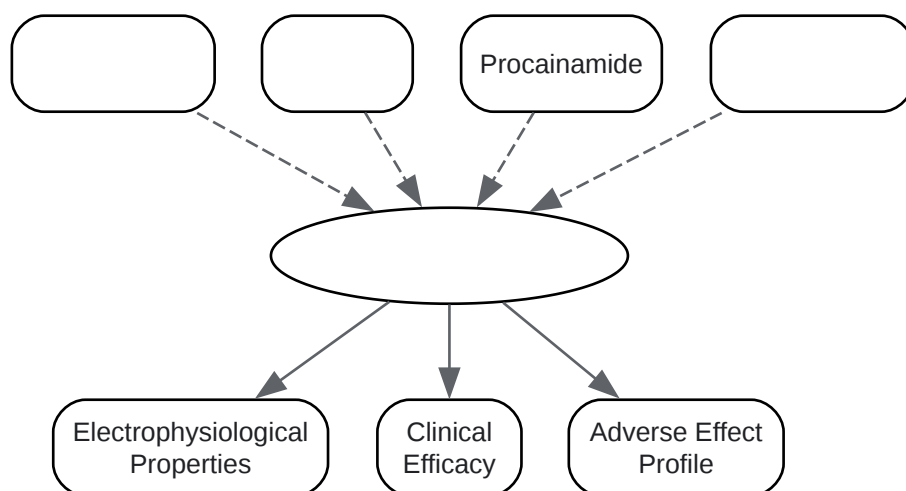 Procainamide
Electrophysiological
Properties
Clinical
Efficacy
Adverse Effect
Profile